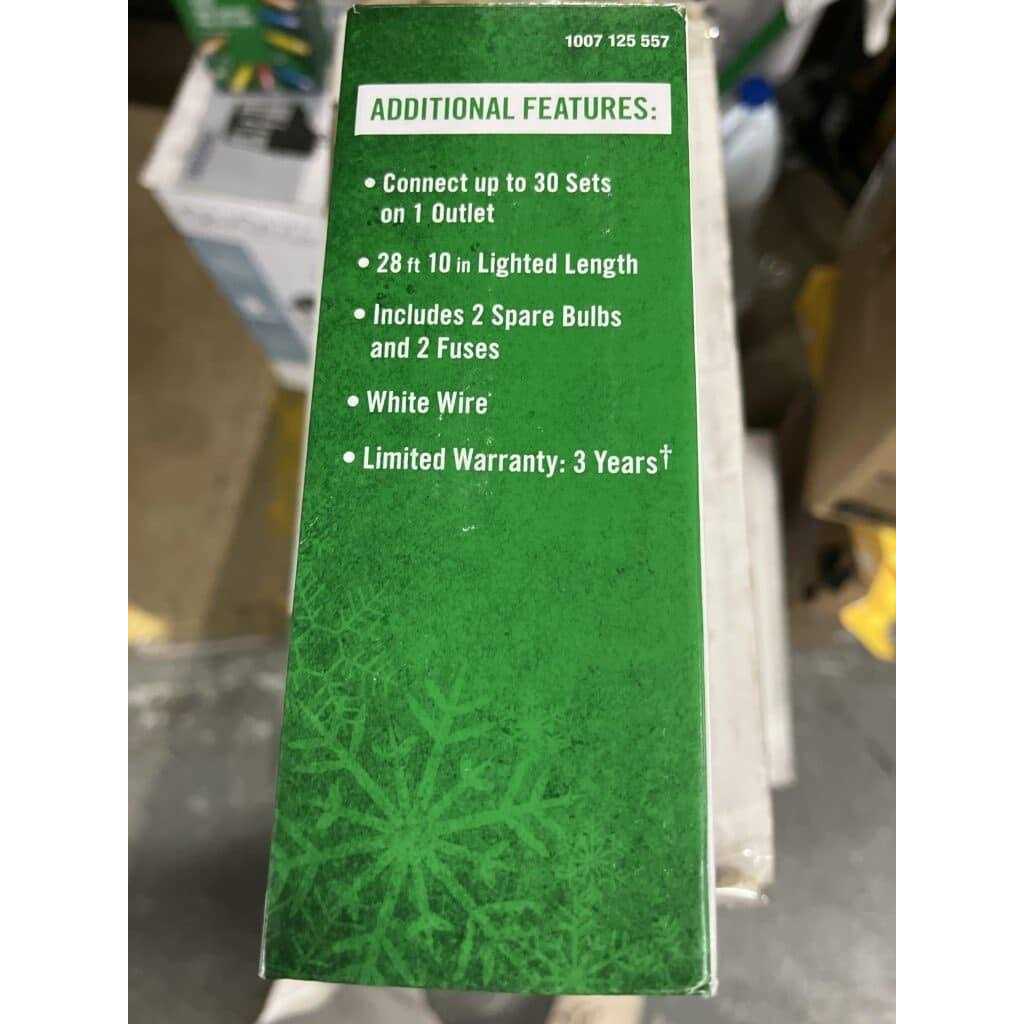 1007 125 557
ADDITIONAL FEATURES:
• Connect up to 30 Sets
on 1 Outlet
• 28 ft 10 in Lighted Length
• Includes 2 Spare Bulbs
and 2 Fuses
• White Wire
• Limited Warranty: 3 Years†